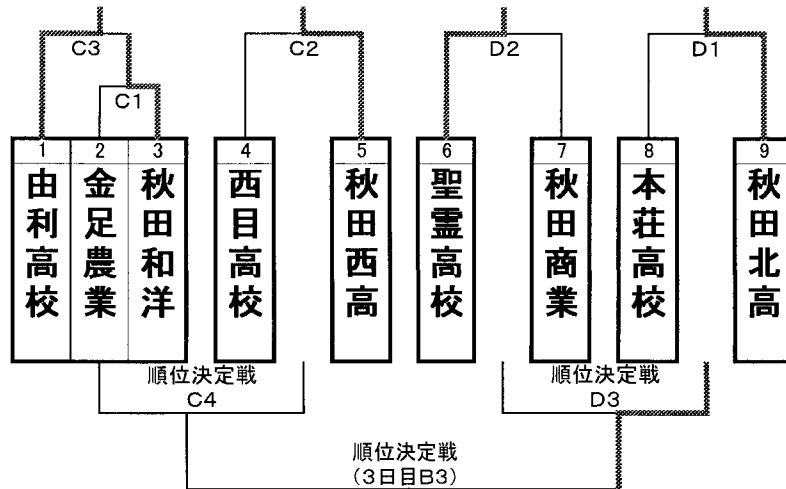 C3
C2
D2
D1
C1
1
2
3
4
5
6
7
8
9
由利高校
金足農業
秋田和洋
西目高校
秋田西高
聖霊高校
秋田商業
本荘高校
秋田北高
順位決定戦
C4
順位決定戦
D3
順位決定戦
(3日目B3)